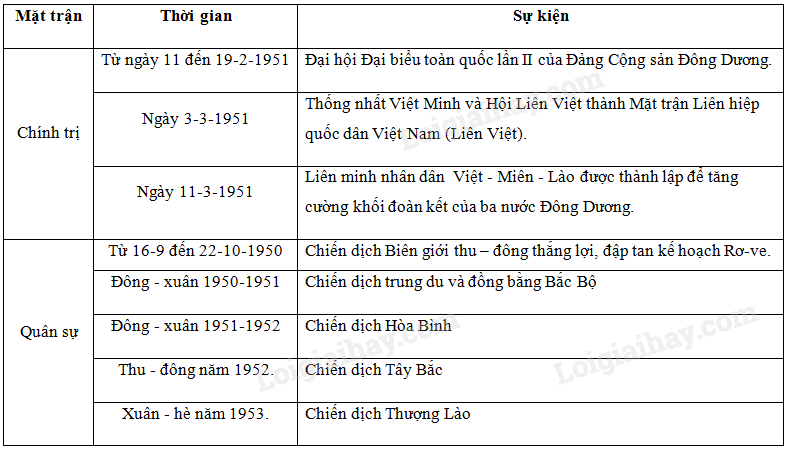 Mặt trận Thời gian Sự kiện
Từ ngày 11 đến 19-2-1951 Đại hội Đại biểu toàn quốc lần II của Đảng Cộng sản Đông Dương.
Chính trị
Ngày 3-3-1951
Thống nhất Việt Minh và Hội Liên Việt thành Mặt trận Liên hiệp
quốc dân Việt Nam (Liên Việt).
Ngày 11-3-1951
Liên minh nhân dân Việt - Miên - Lào được thành lập để tăng
cường khối đoàn kết của ba nước Đông Dương.
Quân sự
Từ 16-9 đến 22-10-1950 Chiến dịch Biên giới thu – đông thắng lợi, đập tan kế hoạch Rơ-ve.
Đông - xuân 1950-1951 Chiến dịch trung du và đồng bằng Bắc Bộ
Đông - xuân 1951-1952 Chiến dịch Hòa Bình
Thu - đông năm 1952. Chiến dịch Tây Bắc
Xuân - hè năm 1953. Chiến dịch Thượng Lào
Loigiaihay.com
Loigiaihay.com
Loigiaihay.com